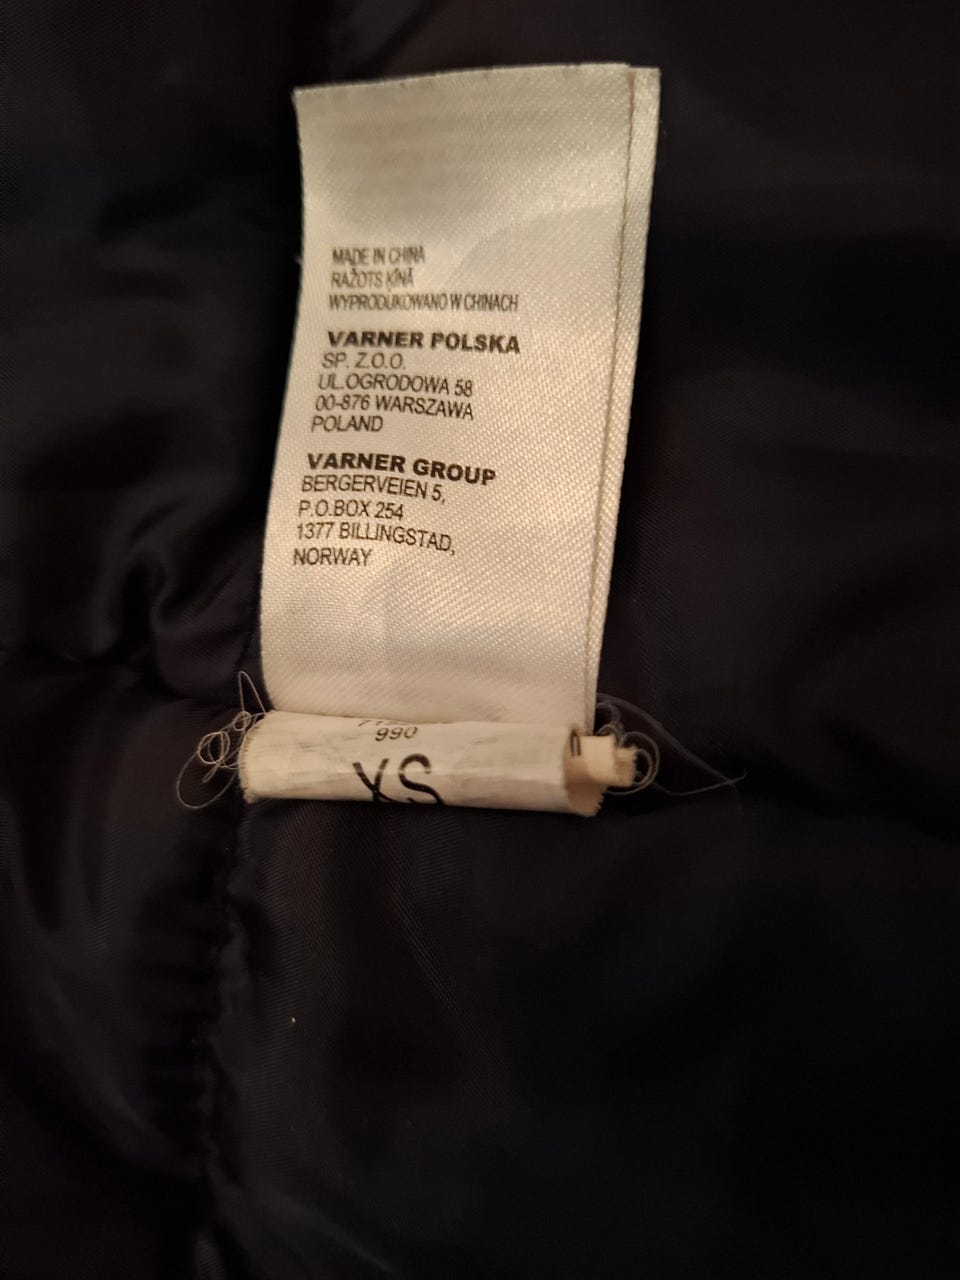 MADE IN CHINA
RAŽOTS ĶĪNĀ
WYPRODUKOWANO W CHINACH
VARNER POLSKA
SP. Z.O.O.
UL.OGRODOWA 58
00-876 WARSZAWA
POLAND
VARNER GROUP
BERGERVEIEN 5,
P.O.BOX 254
1377 BILLINGSTAD,
NORWAY
990
XS